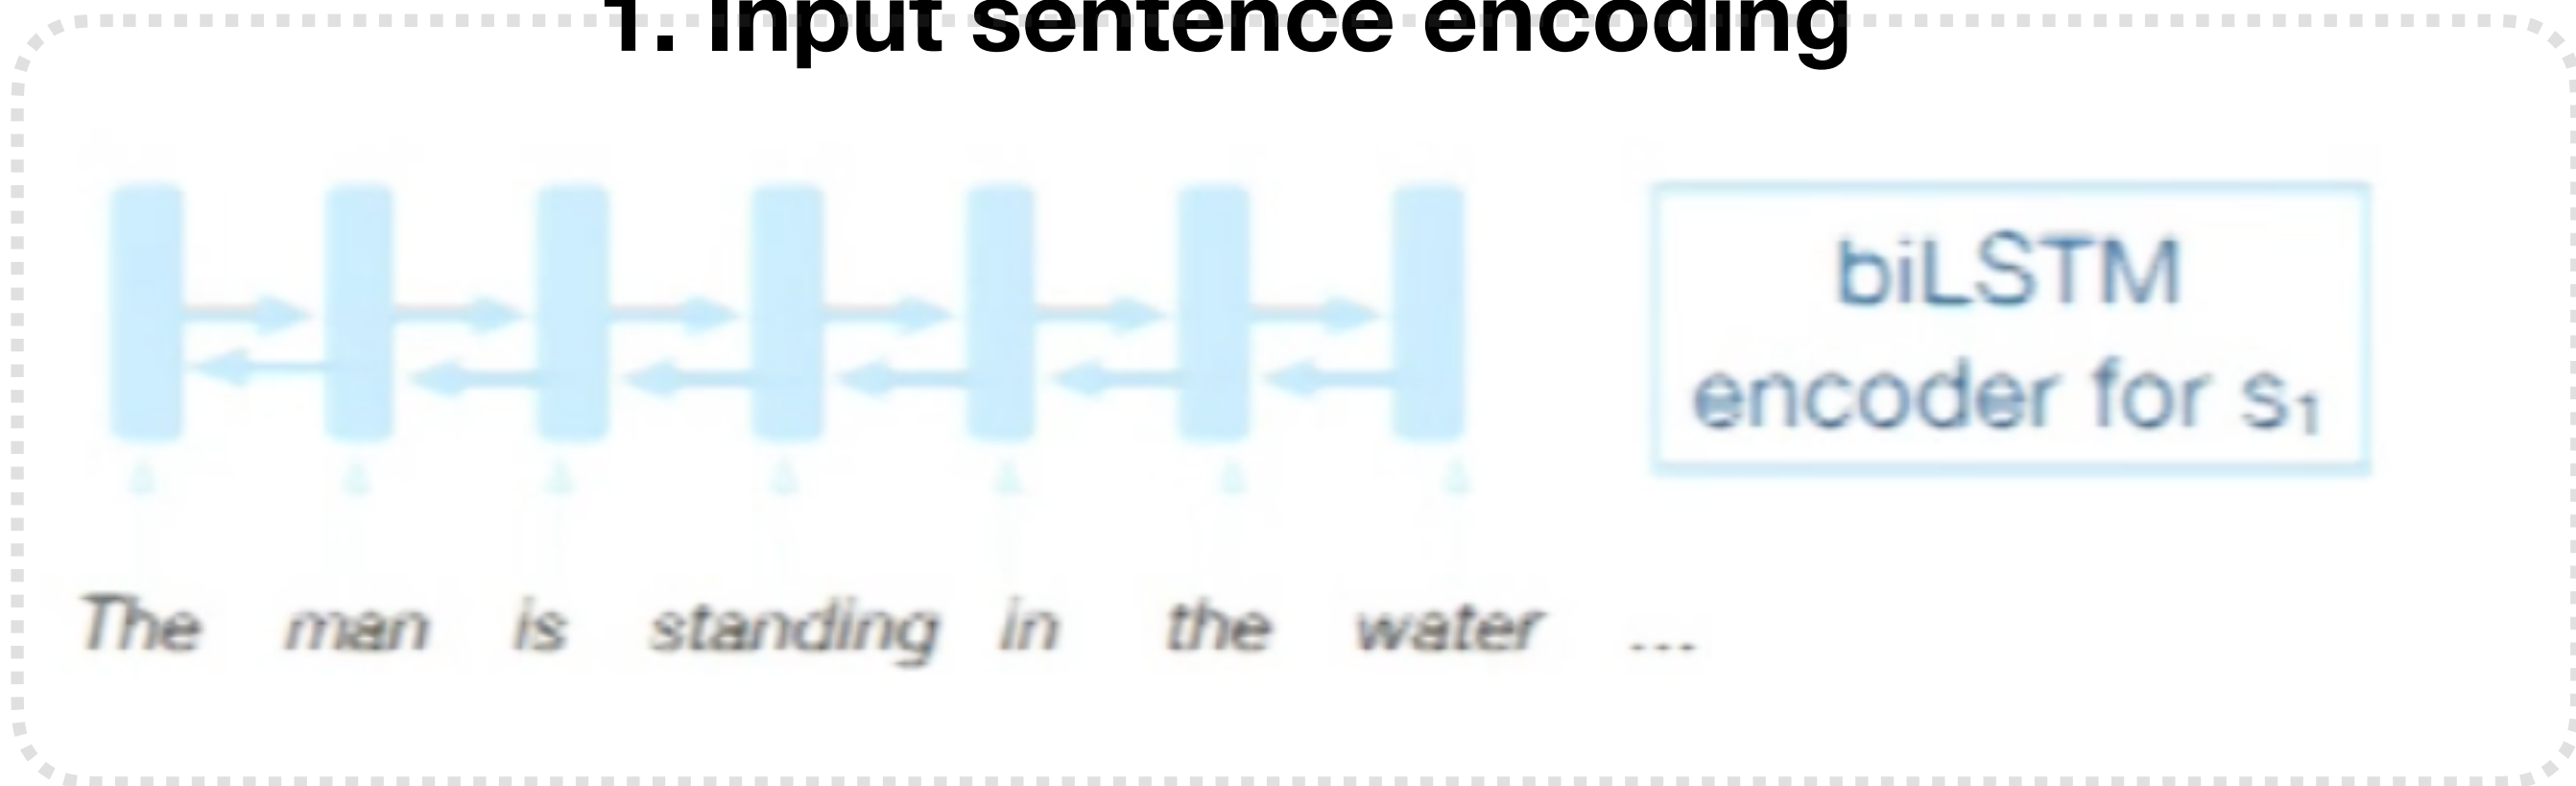 1. Input sentence encoding
biLSTM
encoder for s₁
The man is standing in the water ...